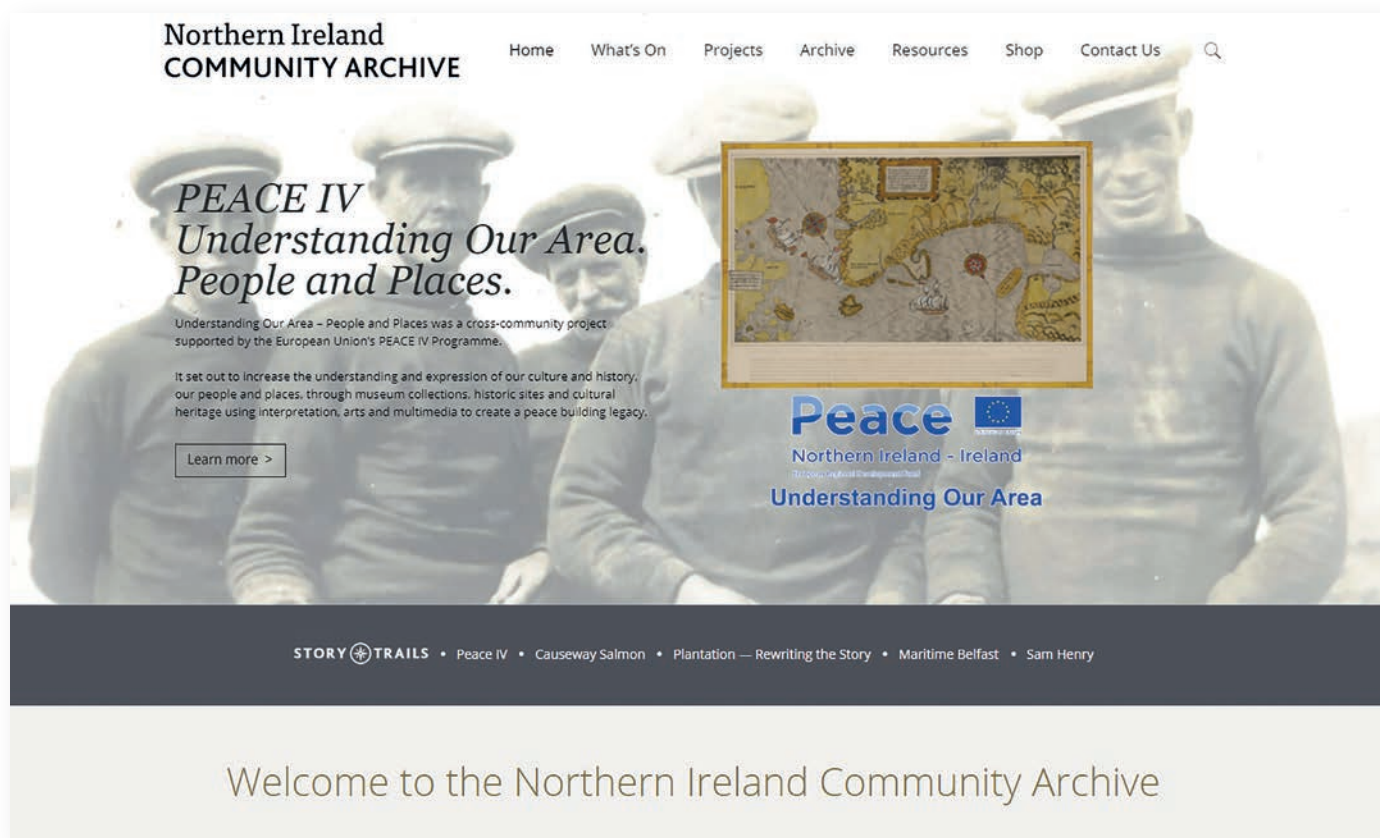 Northern Ireland
COMMUNITY ARCHIVE
Home What's On Projects Archive Resources Shop Contact Us
PEACE IV
Understanding Our Area.
People and Places.
Understanding Our Area – People and Places was a cross-community project
supported by the European Union's PEACE IV Programme.
It set out to increase the understanding and expression of our culture and history,
our people and places, through museum collections, historic sites and cultural
heritage using interpretation, arts and multimedia to create a peace building legacy.
Learn more >
Peace
Northern Ireland - Ireland
European Regional Development Fund
Understanding Our Area
STORY TRAILS • Peace IV • Causeway Salmon • Plantation — Rewriting the Story • Maritime Belfast • Sam Henry
Welcome to the Northern Ireland Community Archive